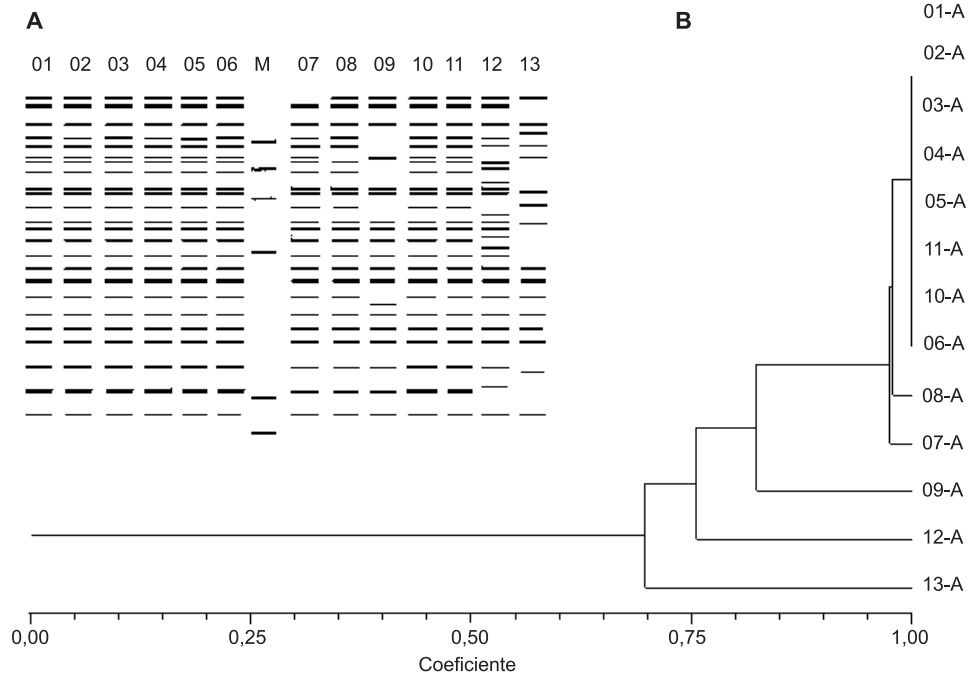 A
01 02 03 04 05 06 M 07 08 09 10 11 12 13
B
01-A
02-A
03-A
04-A
05-A
11-A
10-A
06-A
08-A
07-A
09-A
12-A
13-A
0,00 0,25 0,50 0,75 1,00
Coeficiente